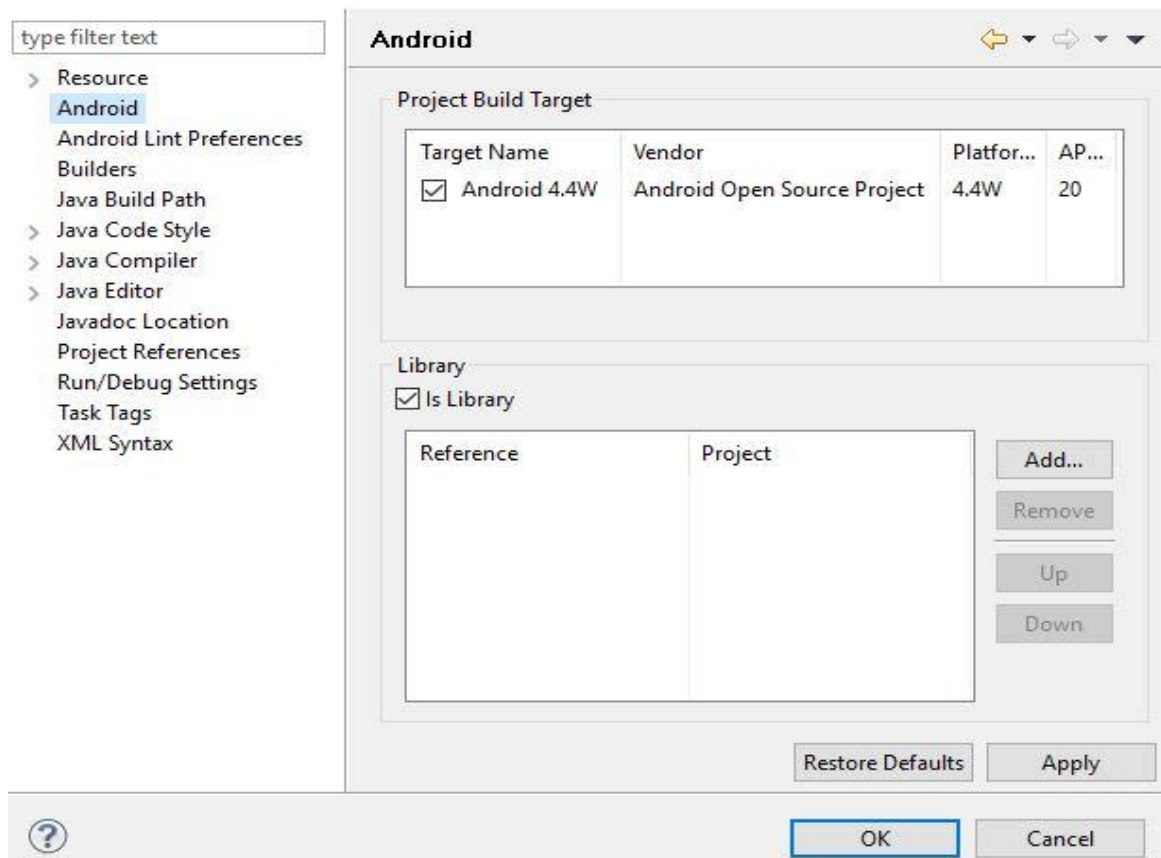 type filter text
Resource
Android
Android Lint Preferences
Builders
Java Build Path
Java Code Style
Java Compiler
Java Editor
Javadoc Location
Project References
Run/Debug Settings
Task Tags
XML Syntax
Android
Project Build Target
Target Name Vendor Platfor... AP...
Android 4.4W Android Open Source Project 4.4W 20
Library
Is Library
Reference Project
Add...
Remove
Up
Down
Restore Defaults Apply
? OK Cancel